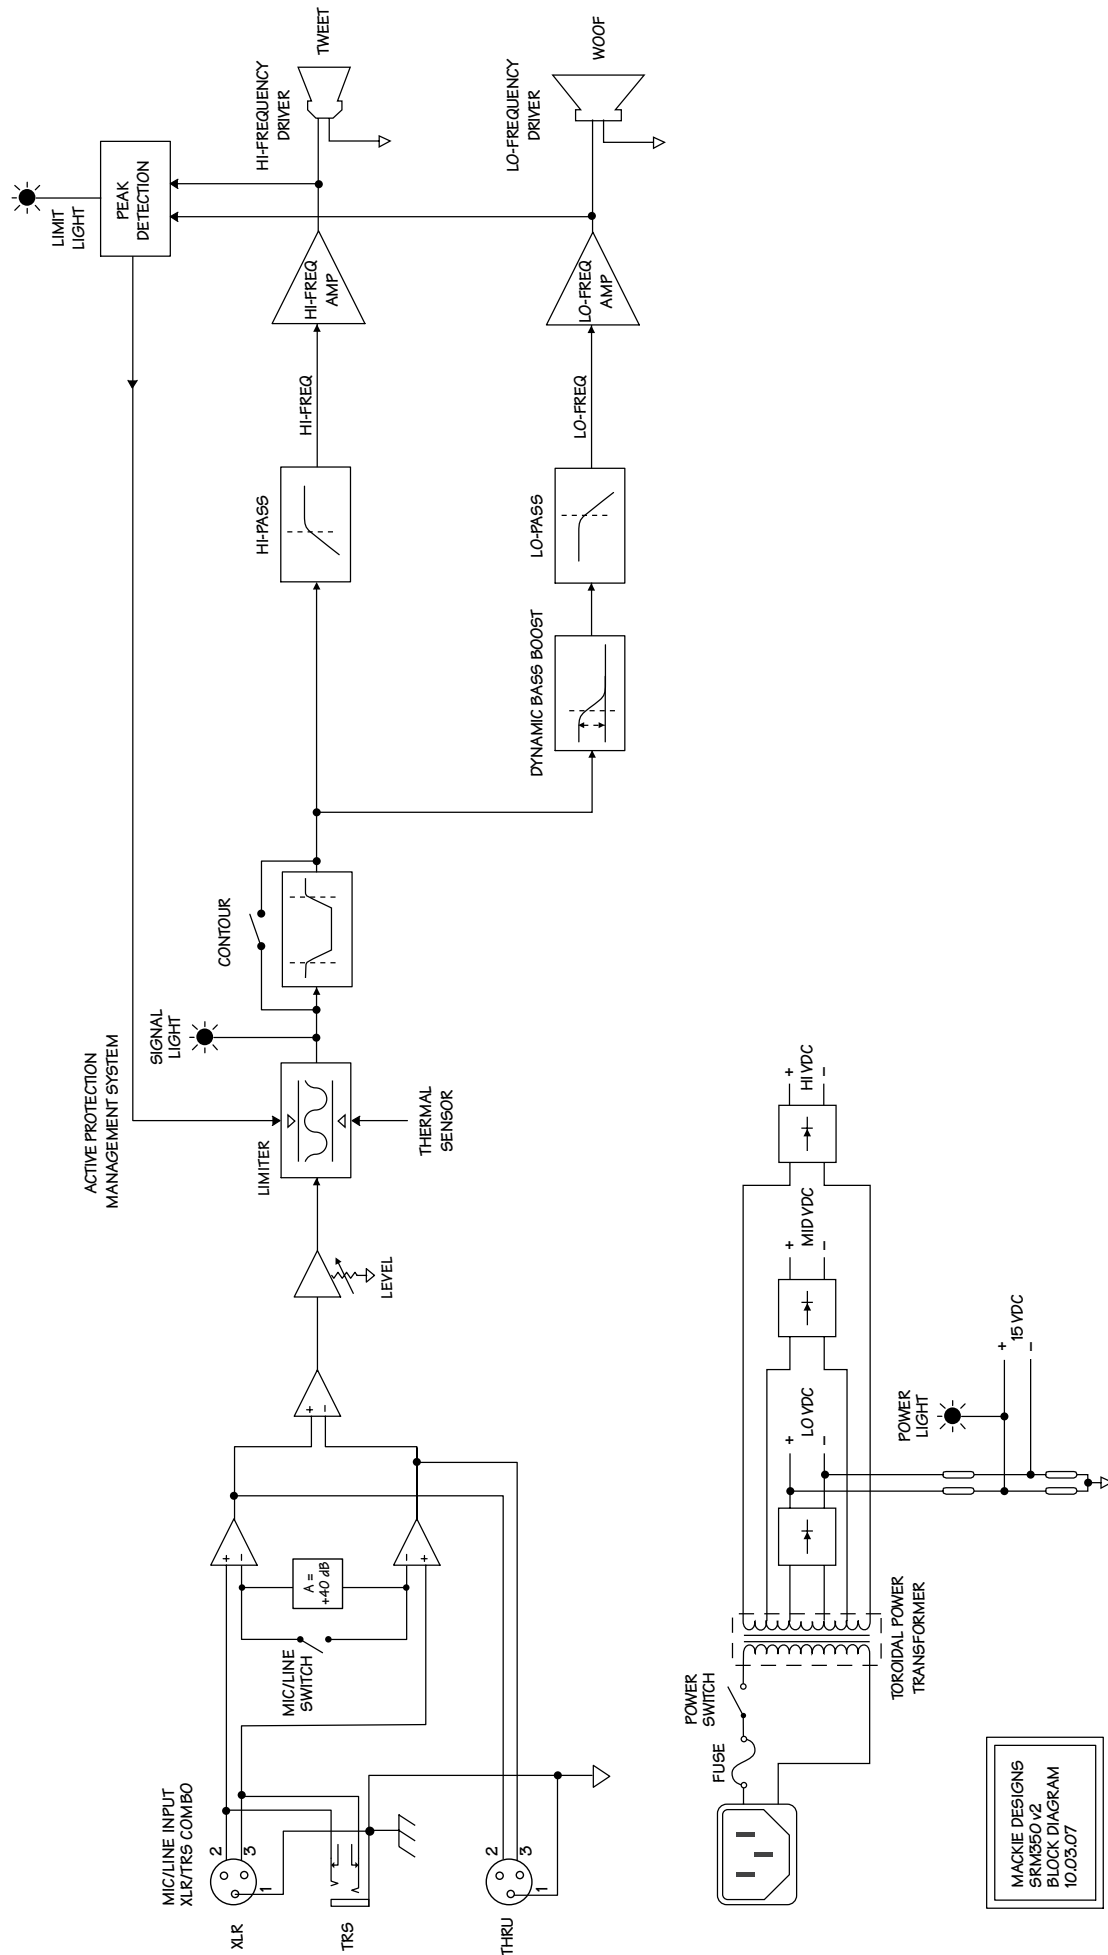 MIC/LINE INPUT
XLR/TRS COMBO
XLR
2
3
1
TRS
THRU
2
3
1
MIC/LINE
SWITCH
A =
+40 dB
+
−
−
+
+
−
LEVEL
ACTIVE PROTECTION
MANAGEMENT SYSTEM
LIMITER
THERMAL
SENSOR
SIGNAL
LIGHT
CONTOUR
HI-PASS
HI-FREQ
HI-FREQ
AMP
PEAK
DETECTION
LIMIT
LIGHT
HI-FREQUENCY
DRIVER
TWEET
DYNAMIC BASS BOOST
LO-PASS
LO-FREQ
LO-FREQ
AMP
LO-FREQUENCY
DRIVER
WOOF
FUSE
POWER
SWITCH
TOROIDAL POWER
TRANSFORMER
+
LO VDC
−
+
MID VDC
−
+
HI VDC
−
POWER
LIGHT
+
15 VDC
−
MACKIE DESIGNS
SRM350 v2
BLOCK DIAGRAM
10.03.07